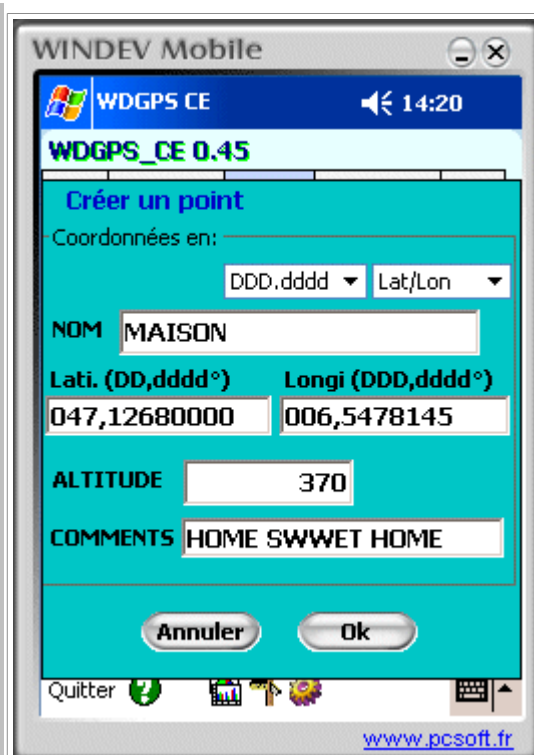 WINDEV Mobile
WDGPS CE 14:20
WDGPS_CE 0.45
Créer un point
Coordonnées en:
DDD.dddd Lat/Lon
NOM MAISON
Lati. (DD,dddd°) Longi (DDD,dddd°)
047,12680000 006,5478145
ALTITUDE 370
COMMENTS HOME SWWET HOME
Annuler Ok
Quitter ?
www.pcsoft.fr